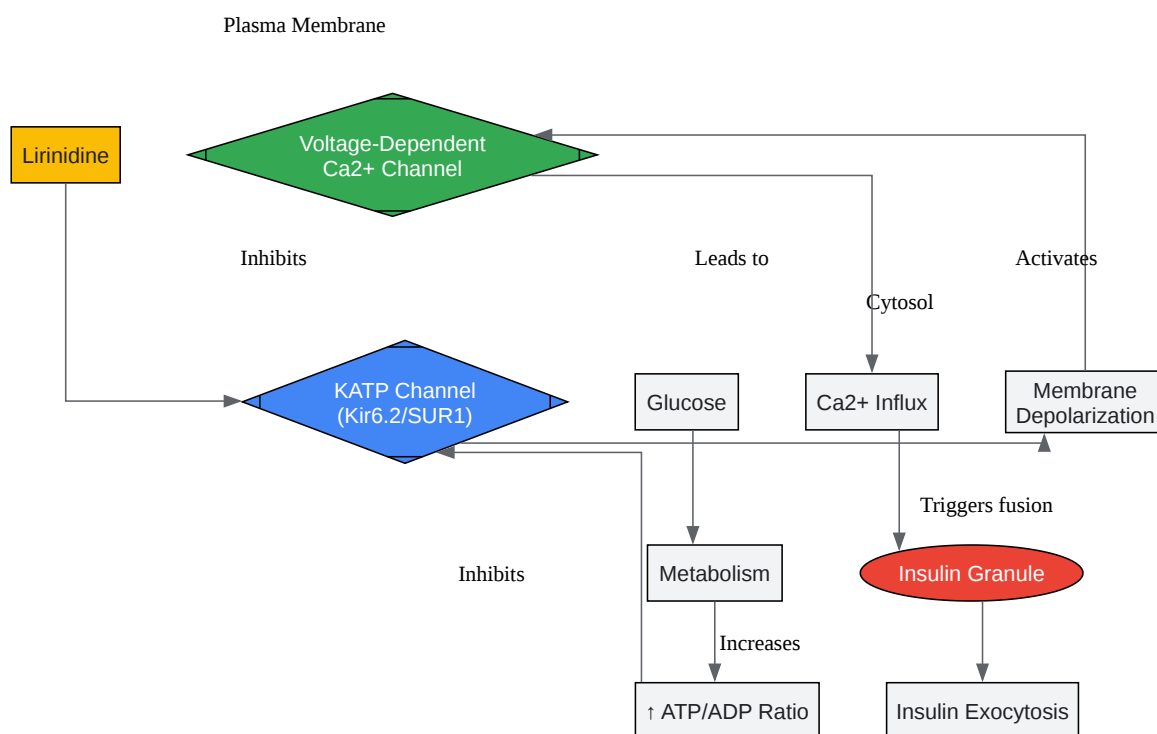 Plasma Membrane
Voltage-Dependent
Ca2+ Channel
Lirinidine
Inhibits
Leads to
Activates
Cytosol
KATP Channel
(Kir6.2/SUR1)
Glucose
Ca2+ Influx
Membrane
Depolarization
Triggers fusion
Inhibits
Metabolism
Insulin Granule
Increases
↑ ATP/ADP Ratio
Insulin Exocytosis